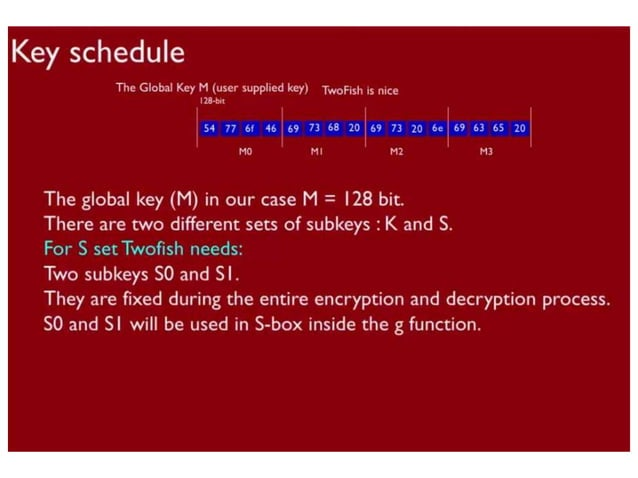 Key schedule
The Global Key M (user supplied key) TwoFish is nice
128-bit
54 77 6f 46 69 73 68 20 69 73 20 6e 69 63 65 20
M0 M1 M2 M3
The global key (M) in our case M = 128 bit.
There are two different sets of subkeys : K and S.
For S set Twofish needs:
Two subkeys S0 and S1.
They are fixed during the entire encryption and decryption process.
S0 and S1 will be used in S-box inside the g function.